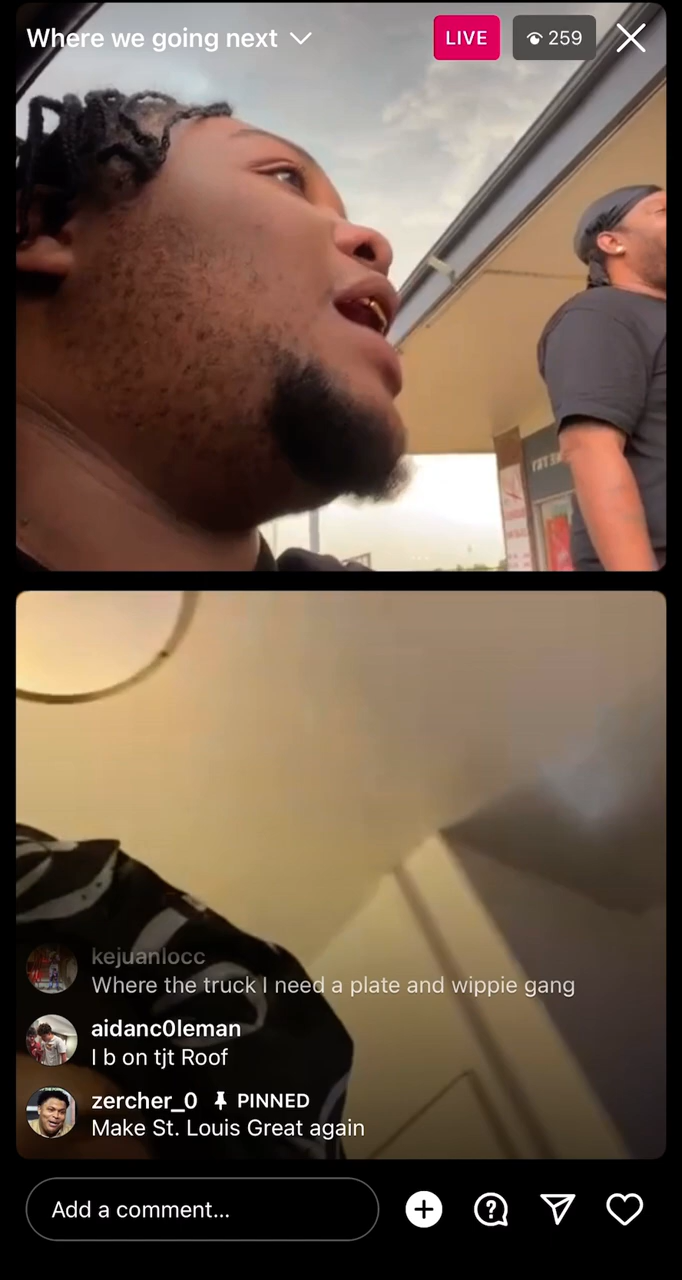 Where we going next
LIVE
259
kejuanlocc
Where the truck I need a plate and wippie gang
aidanc0leman
I b on tjt Roof
zercher_0 PINNED
Make St. Louis Great again
Add a comment...